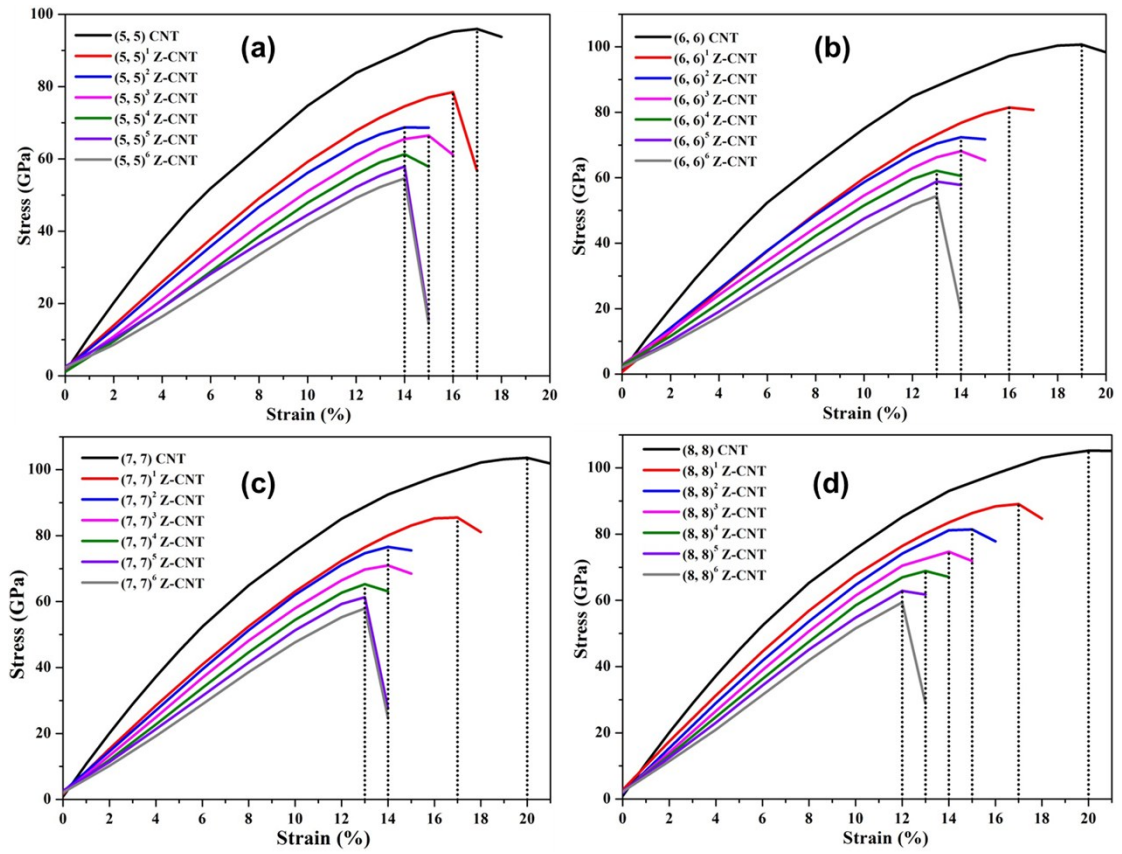 (a)
(5, 5) CNT
(5, 5)¹ Z-CNT
(5, 5)² Z-CNT
(5, 5)³ Z-CNT
(5, 5)⁴ Z-CNT
(5, 5)⁵ Z-CNT
(5, 5)⁶ Z-CNT
Stress (GPa)
100
80
60
40
20
0
0 2 4 6 8 10 12 14 16 18 20
Strain (%)
(b)
(6, 6) CNT
(6, 6)¹ Z-CNT
(6, 6)² Z-CNT
(6, 6)³ Z-CNT
(6, 6)⁴ Z-CNT
(6, 6)⁵ Z-CNT
(6, 6)⁶ Z-CNT
Stress (GPa)
100
80
60
40
20
0
0 2 4 6 8 10 12 14 16 18 20
Strain (%)
(c)
(7, 7) CNT
(7, 7)¹ Z-CNT
(7, 7)² Z-CNT
(7, 7)³ Z-CNT
(7, 7)⁴ Z-CNT
(7, 7)⁵ Z-CNT
(7, 7)⁶ Z-CNT
Stress (GPa)
100
80
60
40
20
0
0 2 4 6 8 10 12 14 16 18 20
Strain (%)
(d)
(8, 8) CNT
(8, 8)¹ Z-CNT
(8, 8)² Z-CNT
(8, 8)³ Z-CNT
(8, 8)⁴ Z-CNT
(8, 8)⁵ Z-CNT
(8, 8)⁶ Z-CNT
Stress (GPa)
100
80
60
40
20
0
0 2 4 6 8 10 12 14 16 18 20
Strain (%)